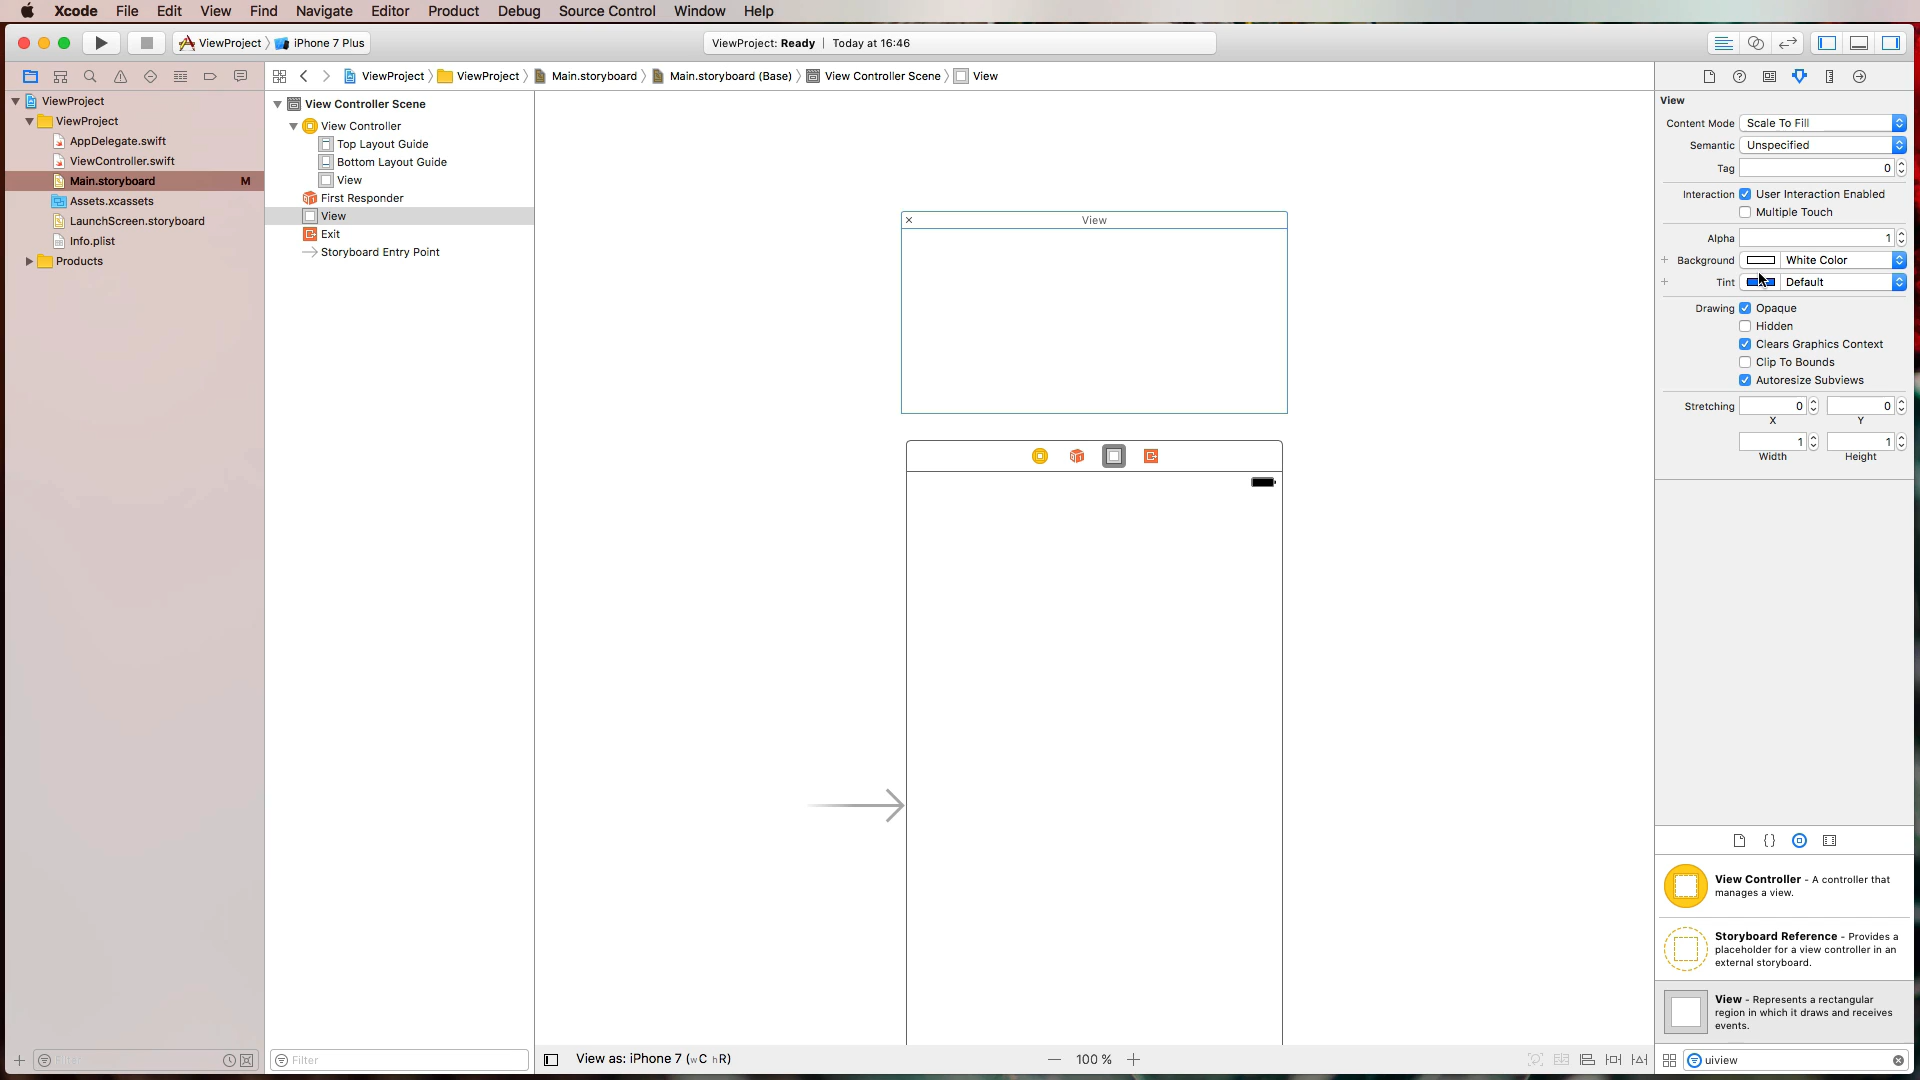 Xcode File Edit View Find Navigate Editor Product Debug Source Control Window Help
ViewProject iPhone 7 Plus
ViewProject: Ready | Today at 16:46
ViewProject ViewProject Main.storyboard Main.storyboard (Base) View Controller Scene View
ViewProject
ViewProject
AppDelegate.swift
ViewController.swift
Main.storyboard M
Assets.xcassets
LaunchScreen.storyboard
Info.plist
Products
Filter
View Controller Scene
View Controller
Top Layout Guide
Bottom Layout Guide
View
First Responder
View
Exit
Storyboard Entry Point
Filter
View
View as: iPhone 7 (wC hR)
100 %
View
Content Mode Scale To Fill
Semantic Unspecified
Tag 0
Interaction User Interaction Enabled
Multiple Touch
Alpha 1
Background White Color
Tint Default
Drawing Opaque
Hidden
Clears Graphics Context
Clip To Bounds
Autoresize Subviews
Stretching 0 0
X Y
1 1
Width Height
View Controller - A controller that
manages a view.
Storyboard Reference - Provides a
placeholder for a view controller in an
external storyboard.
View - Represents a rectangular
region in which it draws and receives
events.
uiview